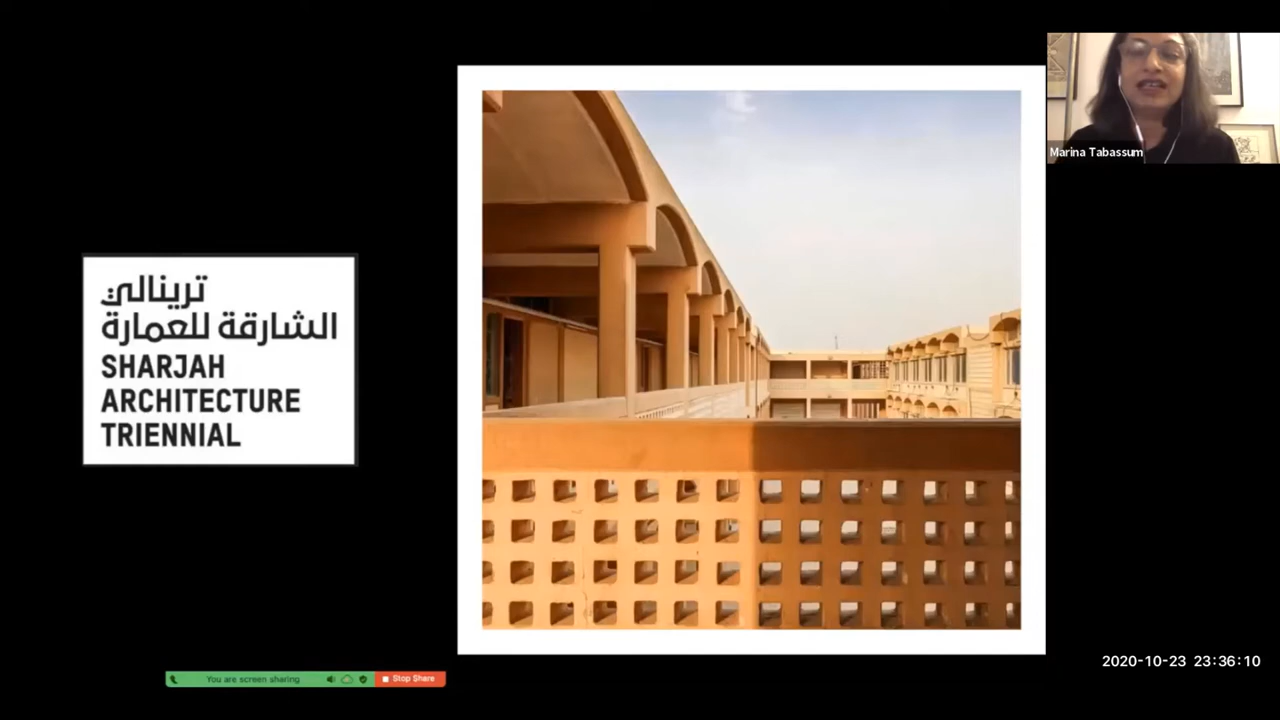 Marina Tabassum
ترينالي
الشارقة للعمارة
SHARJAH
ARCHITECTURE
TRIENNIAL
2020-10-23 23:36:10
You are screen sharing
Stop Share